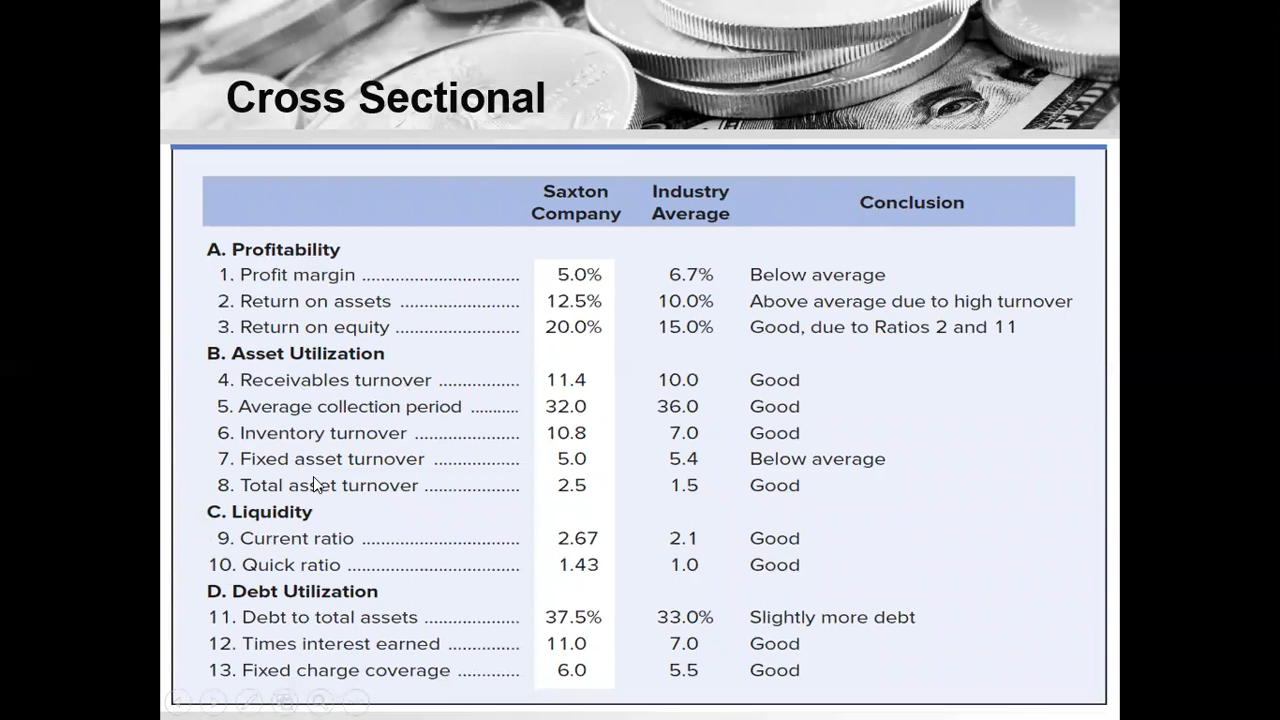 Cross Sectional
Saxton Company Industry Average Conclusion
A. Profitability
1. Profit margin ................................ 5.0% 6.7% Below average
2. Return on assets ........................ 12.5% 10.0% Above average due to high turnover
3. Return on equity ......................... 20.0% 15.0% Good, due to Ratios 2 and 11
B. Asset Utilization
4. Receivables turnover ................ 11.4 10.0 Good
5. Average collection period .......... 32.0 36.0 Good
6. Inventory turnover ..................... 10.8 7.0 Good
7. Fixed asset turnover ................. 5.0 5.4 Below average
8. Total asset turnover ................... 2.5 1.5 Good
C. Liquidity
9. Current ratio ................................ 2.67 2.1 Good
10. Quick ratio ................................... 1.43 1.0 Good
D. Debt Utilization
11. Debt to total assets ................... 37.5% 33.0% Slightly more debt
12. Times interest earned .............. 11.0 7.0 Good
13. Fixed charge coverage ............. 6.0 5.5 Good